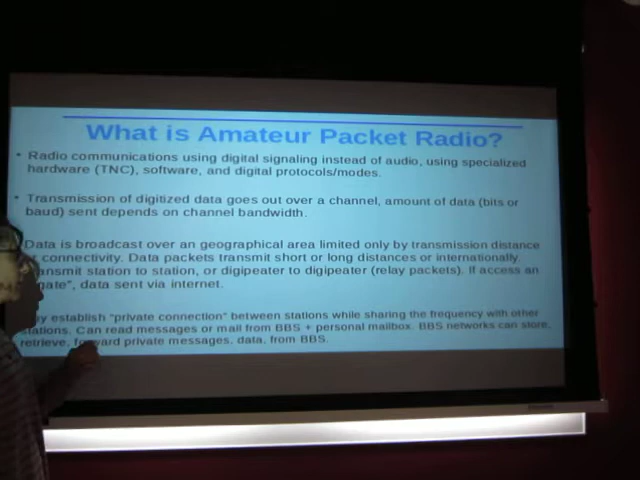 What is Amateur Packet Radio?
• Radio communications using digital signaling instead of audio, using specialized
hardware (TNC), software, and digital protocols/modes.
• Transmission of digitized data goes out over a channel, amount of data (bits or
baud) sent depends on channel bandwidth.
Data is broadcast over an geographical area limited only by transmission distance
or connectivity. Data packets transmit short or long distances or internationally.
station to station, or digipeater to digipeater (relay packets). If access an
data sent via internet.
establish "private connection" between stations while sharing the frequency with other
stations. Can read messages or mail from BBS + personal mailbox. BBS networks can store,
retrieve, forward private messages, data, from BBS.